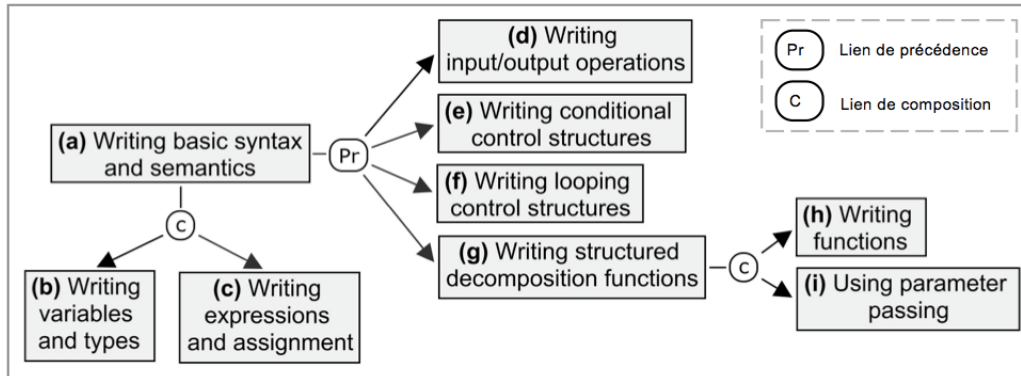 (d) Writing
input/output operations
Pr Lien de précédence
C Lien de composition
(e) Writing conditional
control structures
(a) Writing basic syntax
and semantics
Pr
(f) Writing looping
control structures
(h) Writing
functions
C
(g) Writing structured
decomposition functions
C
(i) Using parameter
passing
(b) Writing
variables
and types
(c) Writing
expressions
and assignment